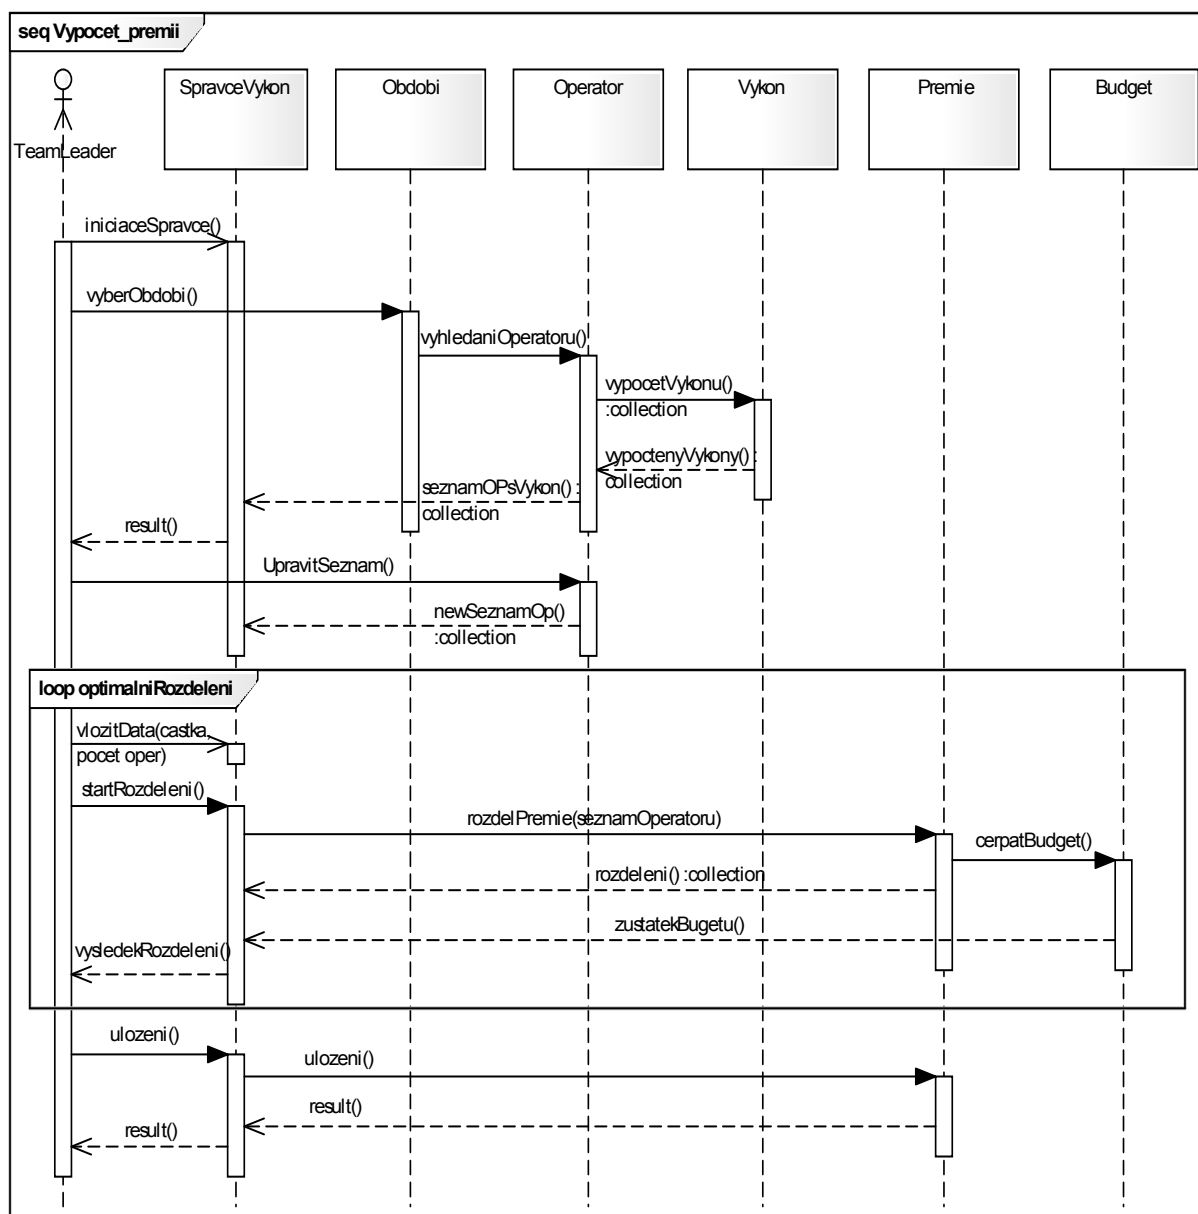 seq Vypocet_premii
TeamLeader
SpravceVykon
Obdobi
Operator
Vykon
Premie
Budget
iniciaceSpravce()
vyberObdobi()
vyhledaniOperatoru()
vypocetVykonu()
:collection
vypoctenyVykony() :
collection
seznamOPsVykon() :
collection
result()
UpravitSeznam()
newSeznamOp()
:collection
loop optimalniRozdeleni
vlozitData(castka,
pocet oper)
startRozdeleni()
rozdelPremie(seznamOperatoru)
cerpatBudget()
rozdeleni() :collection
zustatekBugetu()
vysledekRozdeleni()
ulozeni()
ulozeni()
result()
result()